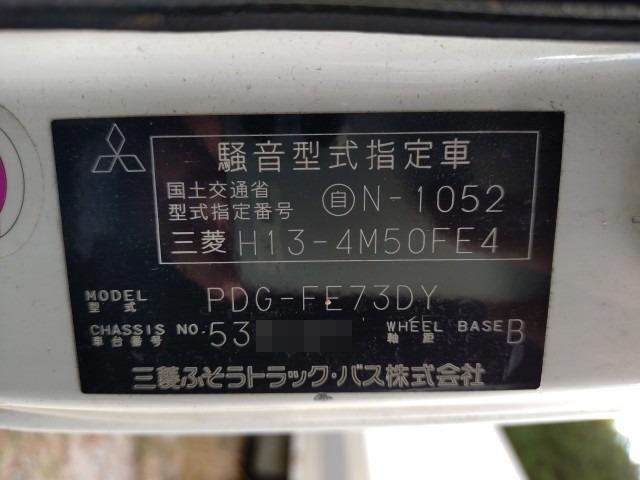 騒音型式指定車
国土交通省
型式指定番号 自N-1052
三菱 H13-4M50FE4
MODEL
型式 PDG-FE73DY
CHASSIS NO. 53 WHEEL BASE B
車台番号 軸距
三菱ふそうトラック・バス株式会社